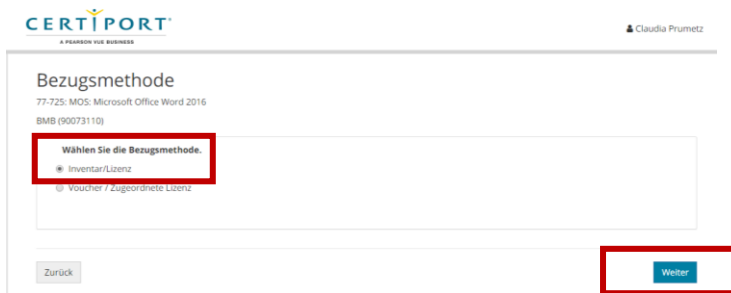 CERTIPORT
A PEARSON VUE BUSINESS
Claudia Prumetz
Bezugsmethode
77-725: MOS: Microsoft Office Word 2016
BMB (90073110)
Wählen Sie die Bezugsmethode.
Inventar/Lizenz
Voucher / Zugeordnete Lizenz
Zurück
Weiter